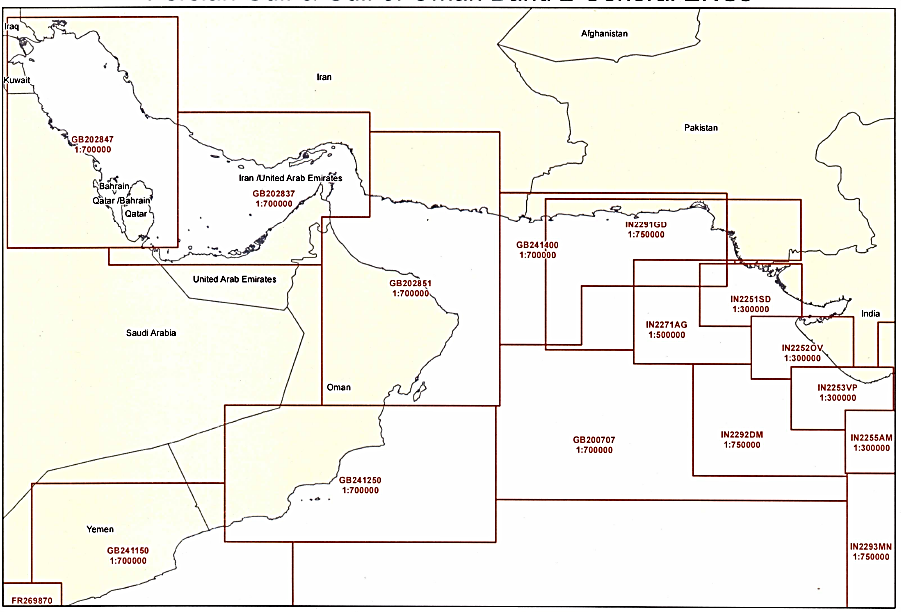 Iraq
Afghanistan
Kuwait
Iran
Pakistan
GB202847
1:700000
Iran /United Arab Emirates
GB202837
1:700000
Bahrain
Qatar /Bahrain
Qatar
IN2291GD
1:750000
GB241400
1:700000
United Arab Emirates
GB202851
1:700000
IN2251SD
1:300000
India
IN2271AG
1:500000
Saudi Arabia
IN2252OV
1:300000
Oman
IN2253VP
1:300000
GB200707
1:700000
IN2292DM
1:750000
IN2255AM
1:300000
GB241250
1:700000
Yemen
GB241150
1:700000
IN2293MN
1:750000
FR269870